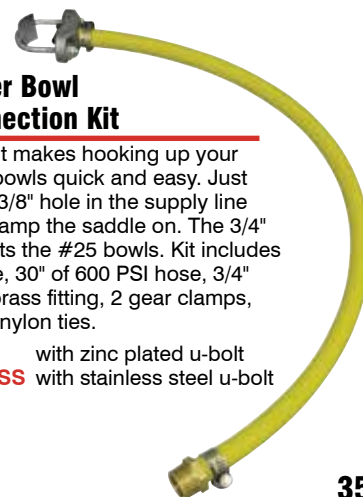 er Bowl
nection Kit
t makes hooking up your
bowls quick and easy. Just
3/8" hole in the supply line
amp the saddle on. The 3/4"
ts the #25 bowls. Kit includes
e, 30" of 600 PSI hose, 3/4"
brass fitting, 2 gear clamps,
nylon ties.
with zinc plated u-bolt
SS with stainless steel u-bolt
35